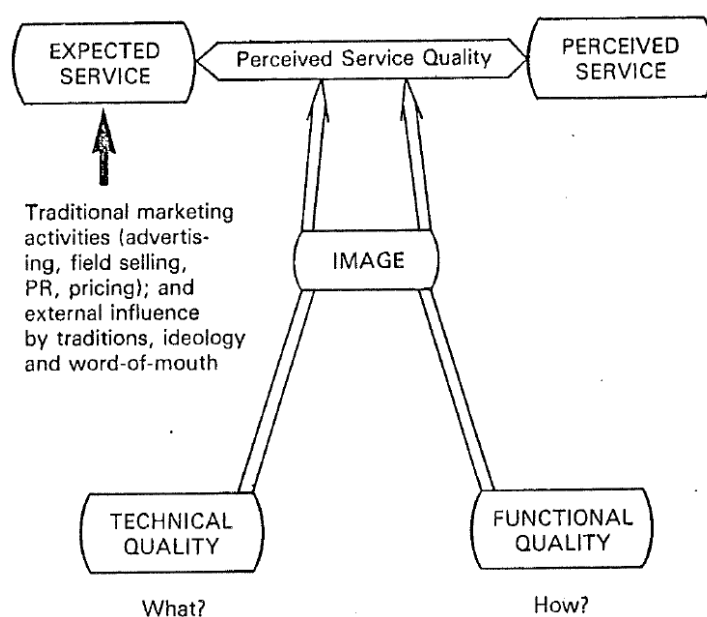 EXPECTED
SERVICE
Perceived Service Quality
PERCEIVED
SERVICE
Traditional marketing
activities (advertis-
ing, field selling,
PR, pricing); and
external influence
by traditions, ideology
and word-of-mouth
IMAGE
TECHNICAL
QUALITY
FUNCTIONAL
QUALITY
What?
How?